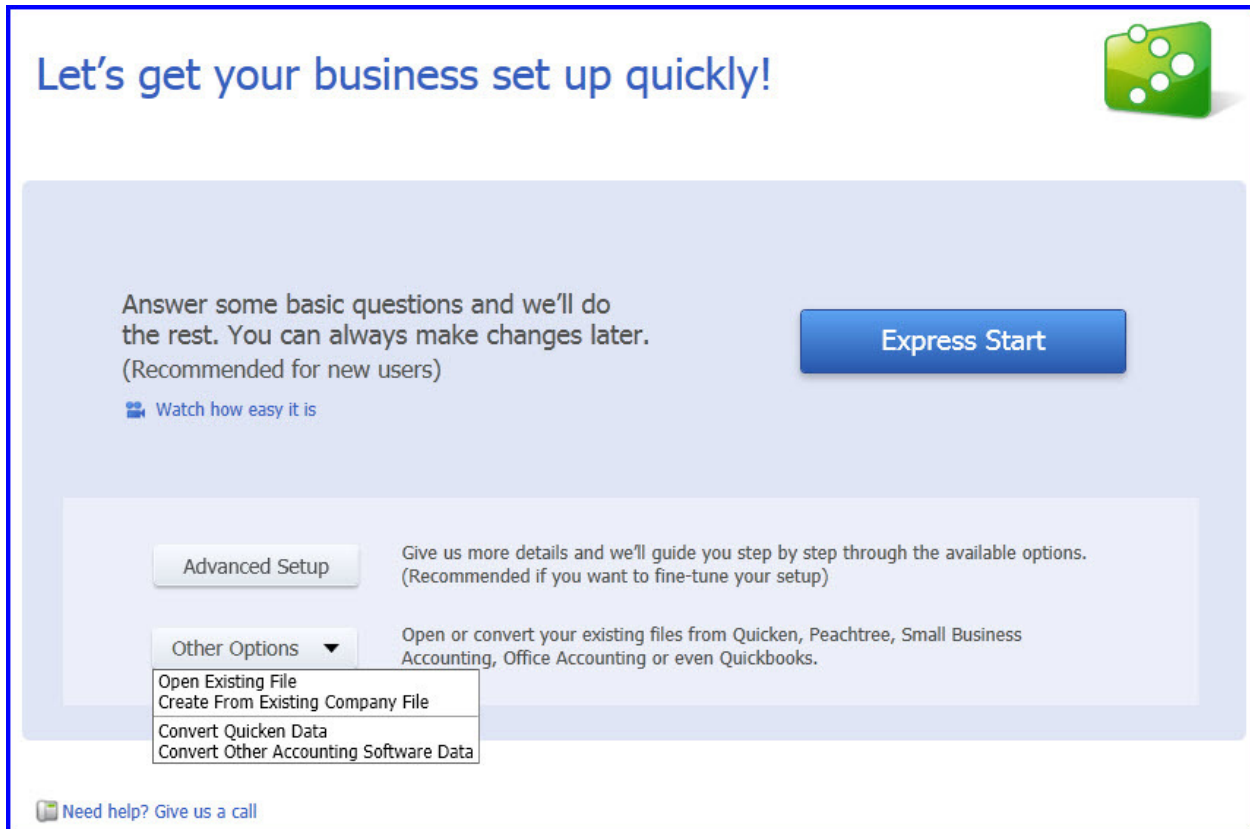 Let's get your business set up quickly!
Answer some basic questions and we'll do
the rest. You can always make changes later.
(Recommended for new users)
Watch how easy it is
Express Start
Advanced Setup
Give us more details and we'll guide you step by step through the available options.
(Recommended if you want to fine-tune your setup)
Other Options
Open or convert your existing files from Quicken, Peachtree, Small Business
Accounting, Office Accounting or even Quickbooks.
Open Existing File
Create From Existing Company File
Convert Quicken Data
Convert Other Accounting Software Data
Need help? Give us a call